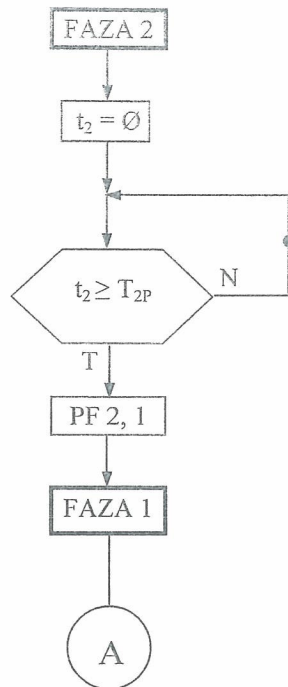 FAZA 2
t₂ = Ø
t₂ ≥ T₂P
N
T
PF 2, 1
FAZA 1
A